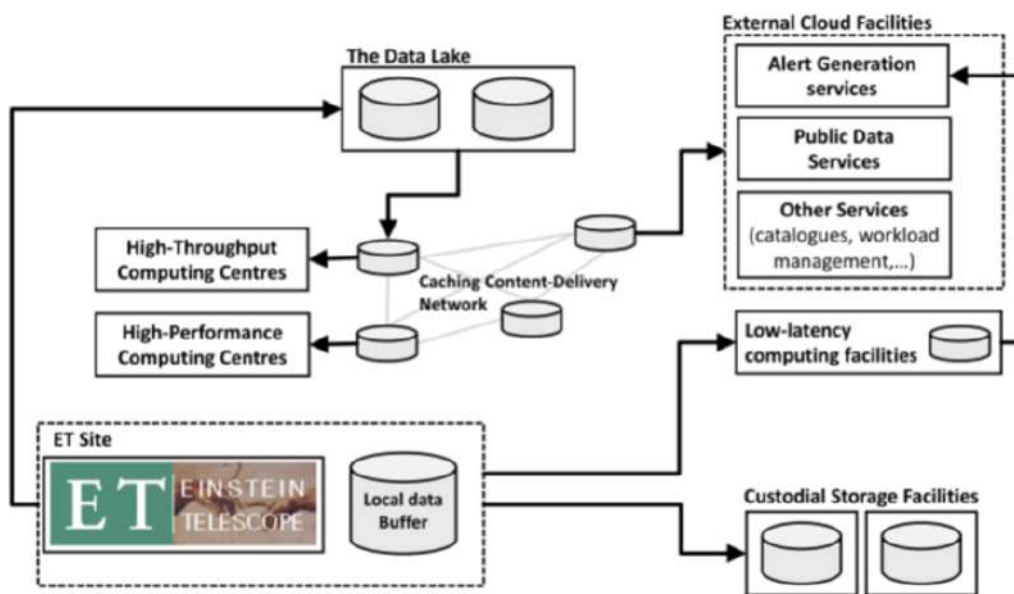 External Cloud Facilities
The Data Lake
Alert Generation
services
Public Data
Services
Other Services
(catalogues, workload
management,...)
High-Throughput
Computing Centres
Caching Content-Delivery
Network
High-Performance
Computing Centres
Low-latency
computing facilities
ET Site
ET
EINSTEIN
TELESCOPE
Local data
Buffer
Custodial Storage Facilities